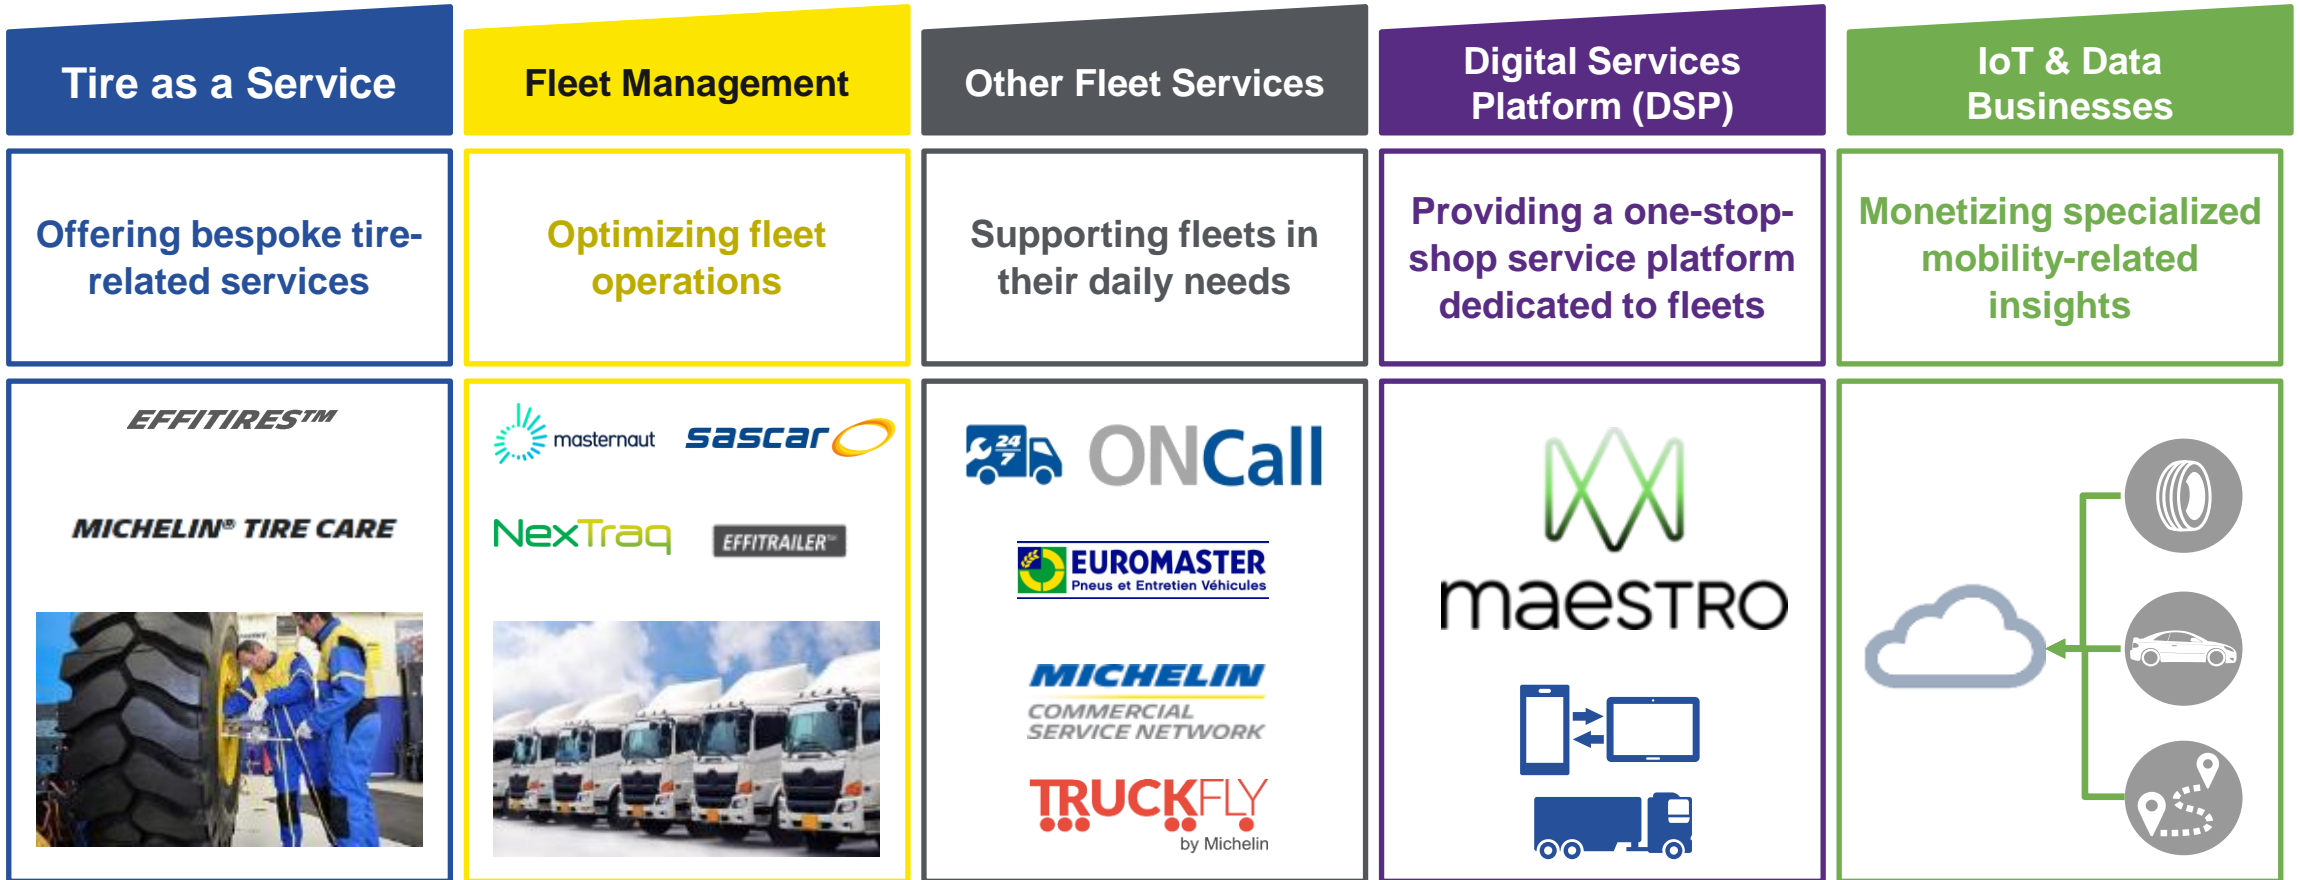 Tire as a Service
Fleet Management
Other Fleet Services
Digital Services
Platform (DSP)
IoT & Data
Businesses
Offering bespoke tire-
related services
Optimizing fleet
operations
Supporting fleets in
their daily needs
Providing a one-stop-
shop service platform
dedicated to fleets
Monetizing specialized
mobility-related
insights
EFFITIRES™
MICHELIN® TIRE CARE
masternaut
sascar
NexTraq
EFFITRAILER™
24
7
ONCall
EUROMASTER
Pneus et Entretien Véhicules
MICHELIN
COMMERCIAL
SERVICE NETWORK
TRUCKFLY
by Michelin
maestro